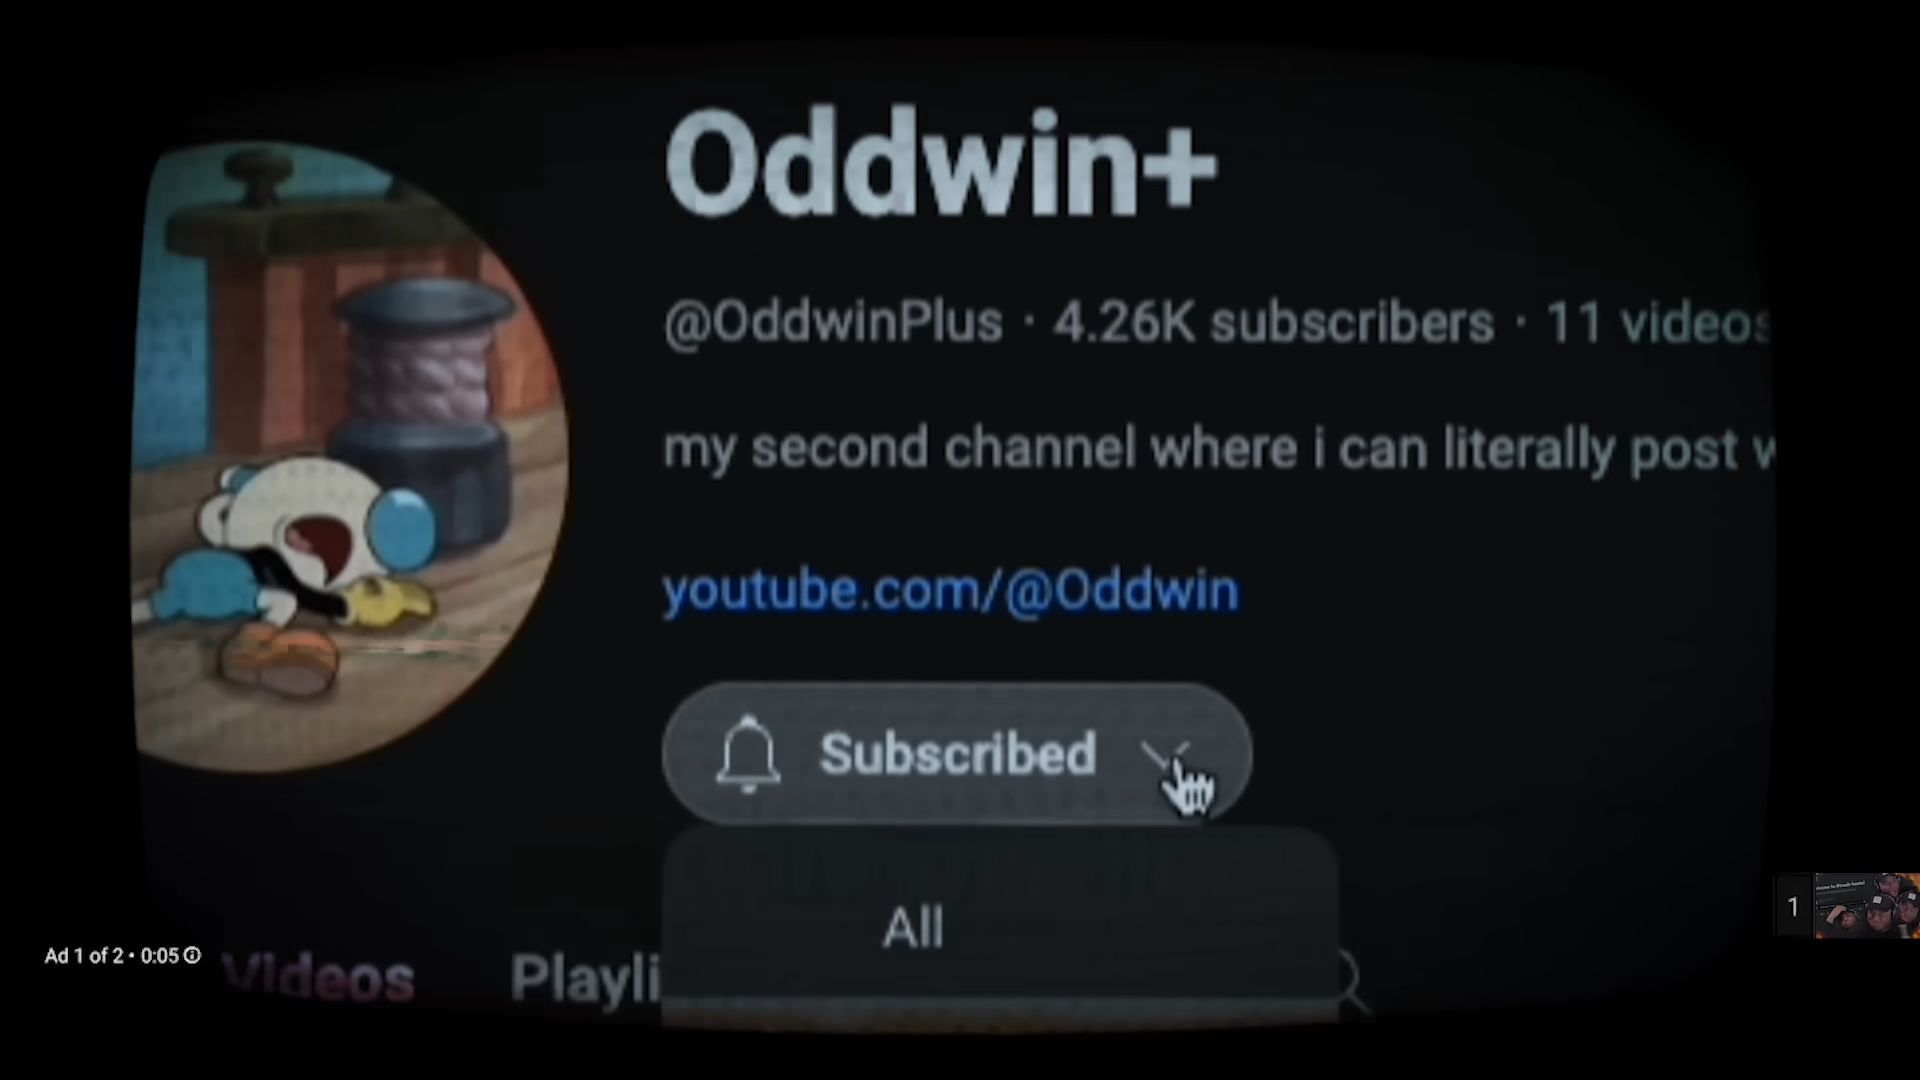 Oddwin+
@OddwinPlus · 4.26K subscribers · 11 videos
my second channel where i can literally post
youtube.com/@Oddwin
Subscribed
All
1
Ad 1 of 2 • 0:05
Videos Playli